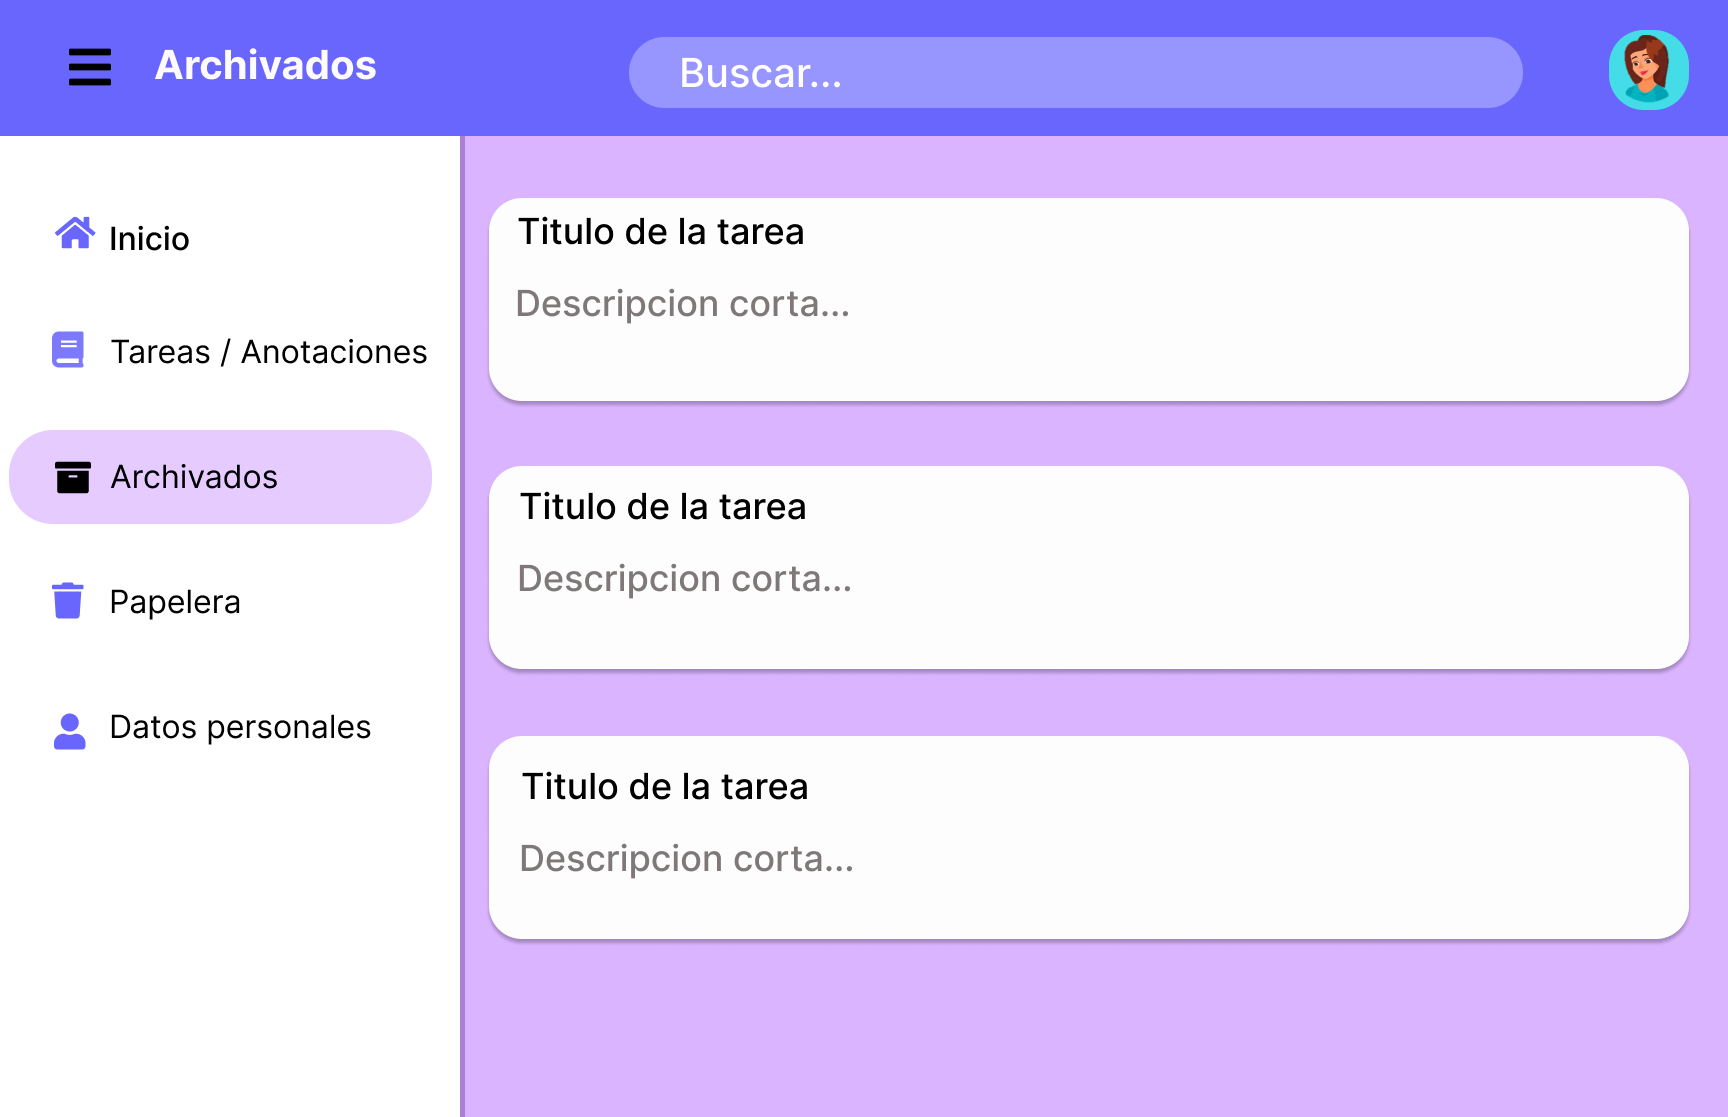 Archivados
Buscar...
Inicio
Tareas / Anotaciones
Archivados
Papelera
Datos personales
Titulo de la tarea
Descripcion corta...
Titulo de la tarea
Descripcion corta...
Titulo de la tarea
Descripcion corta...